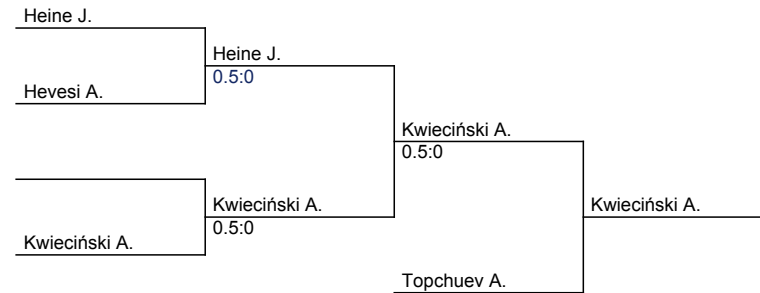 Heine J.
Heine J.
0.5:0
Hevesi A.
Kwieciński A.
0.5:0
Kwieciński A.
Kwieciński A.
0.5:0
Kwieciński A.
Topchuev A.